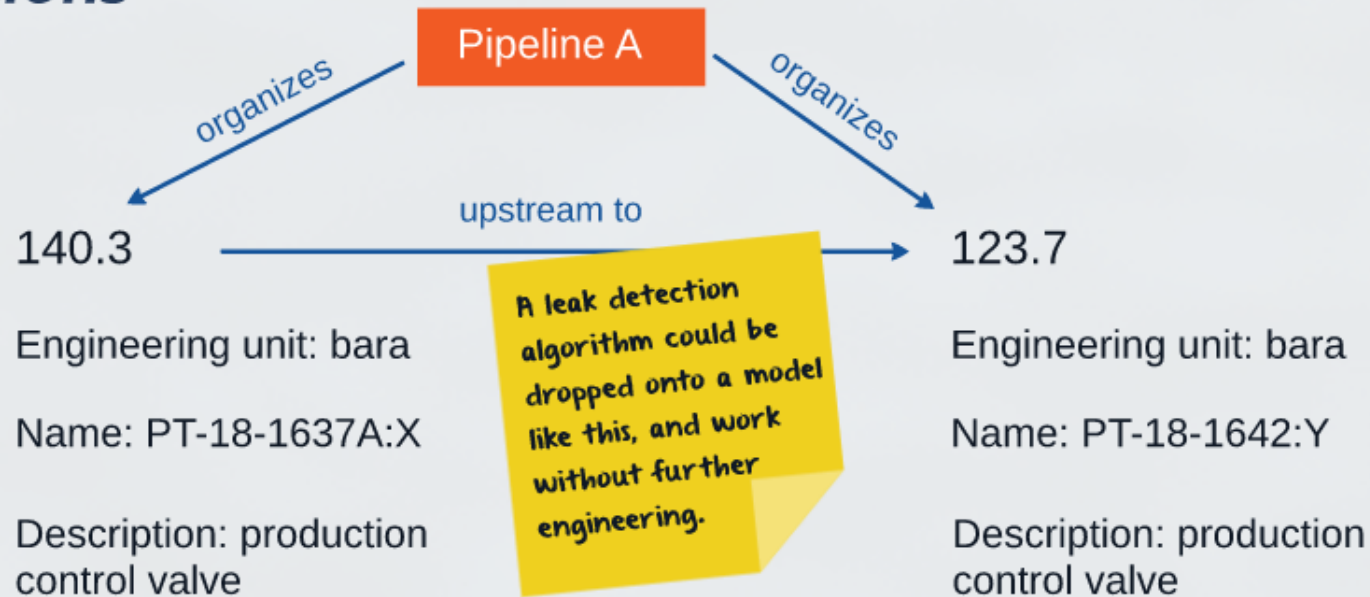 Pipeline A
organizes
organizes
upstream to
140.3
123.7
Engineering unit: bara
Name: PT-18-1637A:X
Description: production
control valve
A leak detection
algorithm could be
dropped onto a model
like this, and work
without further
engineering.
Engineering unit: bara
Name: PT-18-1642:Y
Description: production
control valve